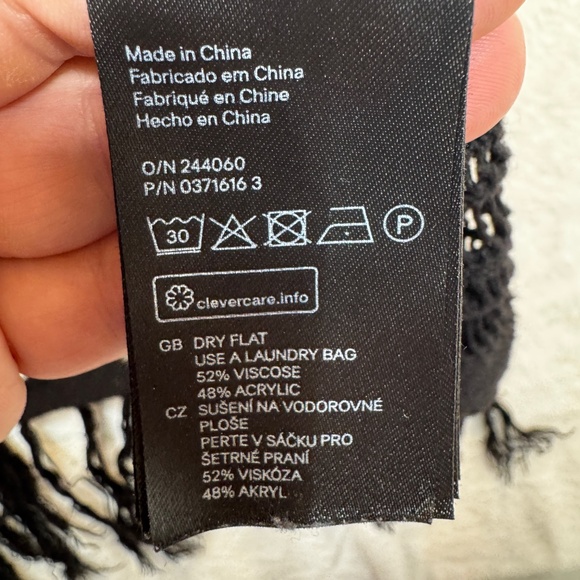 Made in China
Fabricado em China
Fabriqué en Chine
Hecho en China
O/N 244060
P/N 0371616 3
30 P
clevercare.info
GB DRY FLAT
USE A LAUNDRY BAG
52% VISCOSE
48% ACRYLIC
CZ SUŠENÍ NA VODOROVNÉ
PLOŠE
PERTE V SÁČKU PRO
ŠETRNÉ PRANÍ
52% VISKÓZA
48% AKRYL